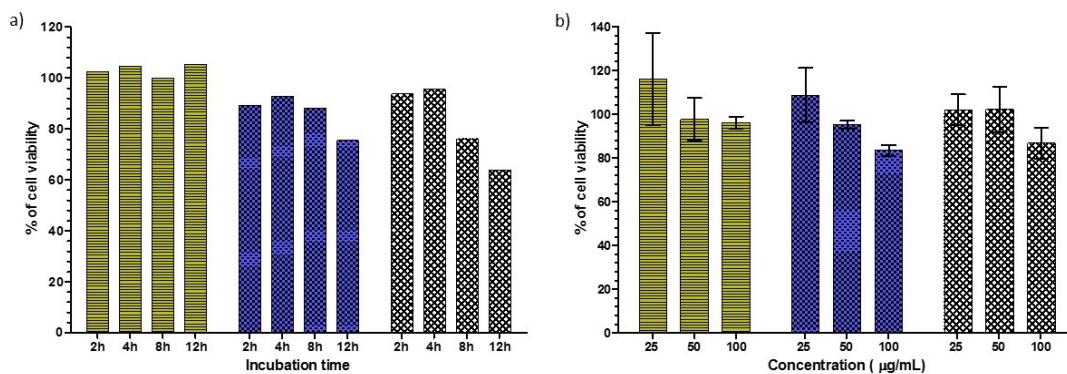 a)
% of cell viability
120
100
80
60
40
20
0
2h 4h 8h 12h 2h 4h 8h 12h 2h 4h 8h 12h
Incubation time
b)
% of cell viability
140
120
100
80
60
40
20
0
25 50 100 25 50 100 25 50 100
Concentration ( μg/mL)